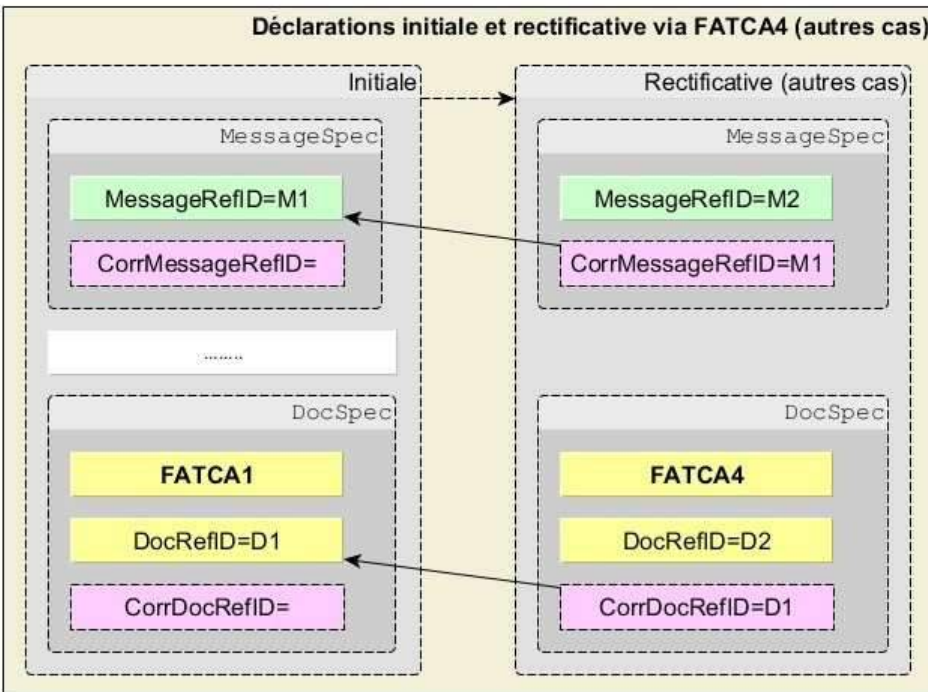 Déclarations initiale et rectificative via FATCA4 (autres cas)
Initiale
MessageSpec
MessageRefID=M1
CorrMessageRefID=
........
DocSpec
FATCA1
DocRefID=D1
CorrDocRefID=
Rectificative (autres cas)
MessageSpec
MessageRefID=M2
CorrMessageRefID=M1
DocSpec
FATCA4
DocRefID=D2
CorrDocRefID=D1